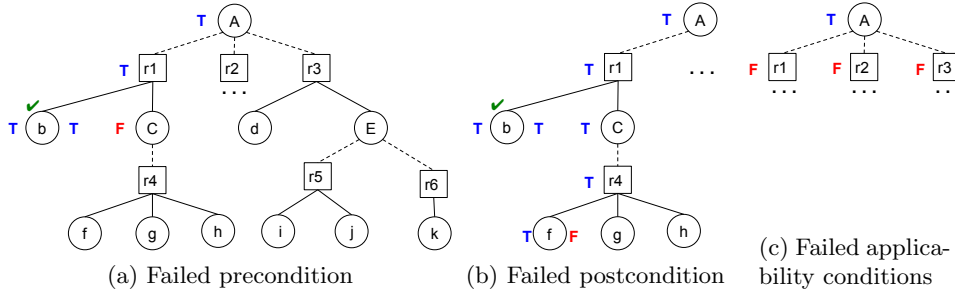 T A
T r1 r2 r3
...
✔
T b T F C d E
r4 r5 r6
f g h i j k
(a) Failed precondition
T A
T r1 ...
✔
T b T T C
T r4
T f F g h
(b) Failed postcondition
T A
F r1 F r2 F r3
... ... ..
(c) Failed applica-
bility conditions